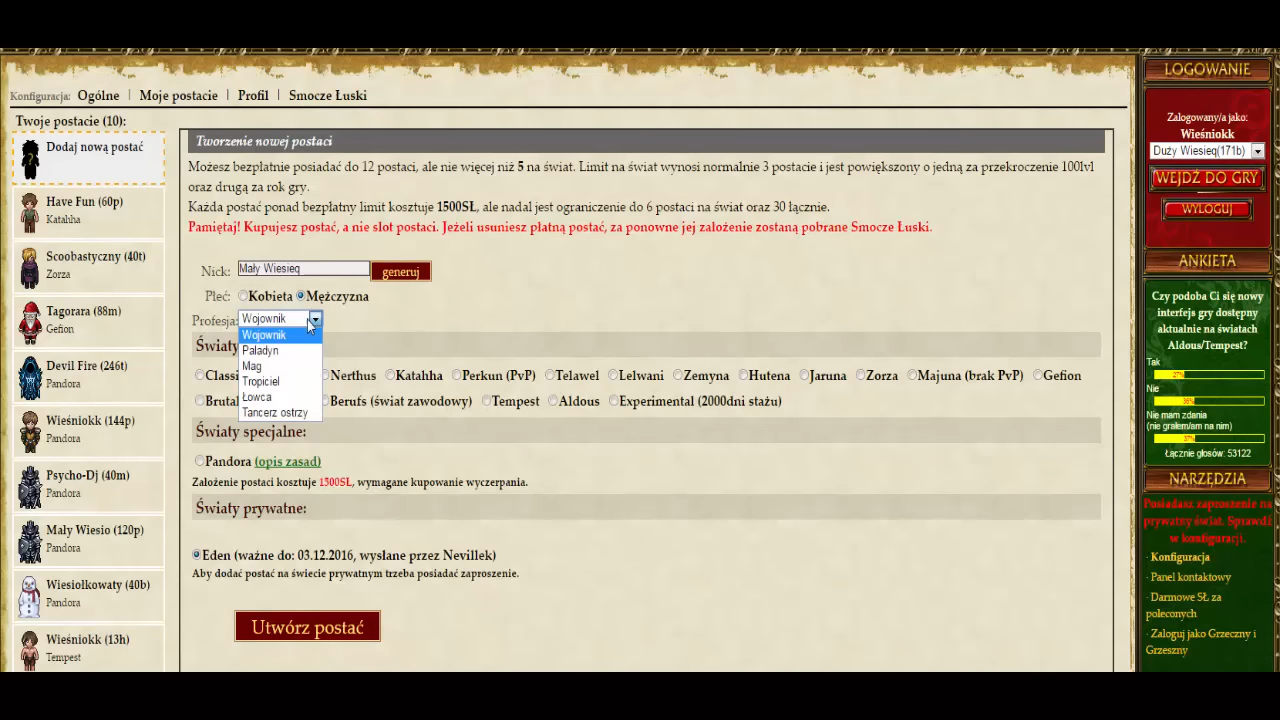 LOGOWANIE
Konfiguracja: Ogólne | Moje postacie | Profil | Smocze Łuski
Twoje postacie (10):
Dodaj nową postać
Have Fun (60p)
Katahha
Scoobastyczny (40t)
Zorza
Tagorara (88m)
Gefion
Devil Fire (246t)
Pandora
Wieśniokk (144p)
Pandora
Psycho-Dj (40m)
Pandora
Mały Wiesio (120p)
Pandora
Wiesiolkowaty (40b)
Pandora
Wieśniokk (13h)
Tempest
Tworzenie nowej postaci
Możesz bezpłatnie posiadać do 12 postaci, ale nie więcej niż 5 na świat. Limit na świat wynosi normalnie 3 postacie i jest powiększony o jedną za przekroczenie 100lvl
oraz drugą za rok gry.
Każda postać ponad bezpłatny limit kosztuje 1500SŁ, ale nadal jest ograniczenie do 6 postaci na świat oraz 30 łącznie.
Pamiętaj! Kupujesz postać, a nie slot postaci. Jeżeli usuniesz płatną postać, za ponowne jej założenie zostaną pobrane Smocze Łuski.
Nick: Mały Wiesieq generuj
Płeć: Kobieta Mężczyzna
Profesja: Wojownik
Wojownik
Paladyn
Mag
Tropiciel
Łowca
Tancerz ostrzy
Światy
Classi Nerthus Katahha Perkun (PvP) Telawel Lelwani Zemyna Hutena Jaruna Zorza Majuna (brak PvP) Gefion
Brutal Berufs (świat zawodowy) Tempest Aldous Experimental (2000dni stażu)
Światy specjalne:
Pandora (opis zasad)
Założenie postaci kosztuje 1500SŁ, wymagane kupowanie wyczerpania.
Światy prywatne:
Eden (ważne do: 03.12.2016, wysłane przez Nevillek)
Aby dodać postać na świecie prywatnym trzeba posiadać zaproszenie.
Utwórz postać
Zalogowany/a jako:
Wieśniokk
Duży Wiesieq(171b)
WEJDŹ DO GRY
WYLOGUJ
ANKIETA
Czy podoba Ci się nowy
interfejs gry dostępny
aktualnie na światach
Aldous/Tempest?
Tak
27%
Nie
36%
Nie mam zdania
(nie grałem/am na nim)
37%
Łącznie głosów: 53122
NARZĘDZIA
Posiadasz zaproszenie na
prywatny świat. Sprawdź
w konfiguracji.
· Konfiguracja
· Panel kontaktowy
· Darmowe SŁ za
poleconych
· Zaloguj jako Grzeczny i
Grzeszny